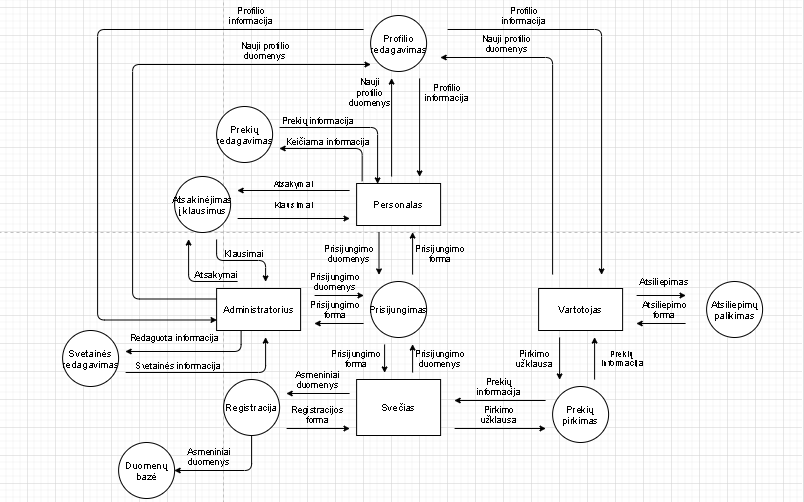 Profilio
informacija
Profilio
redagavimas
Profilio
informacija
Nauji profilio
duomenys
Nauji protilio
duomenys
Nauji
protilio
duomenys
Profilio
informacija
Prekių
redagavimas
Prekių informacija
Keičiama informacija
Atsakinėjimas
į klausimus
Atsakymai
Klausimai
Personalas
Klausimai
Atsakymai
Prisijungimo
duomenys
Prisijungimo
forma
Prisijungimo
duomenys
Prisijungimo
forma
Administratorius
Prisijungimas
Vartotojas
Atsiliepimas
Atsiliepimo
forma
Atsiliepimų
palikimas
Svetainės
redagavimas
Redaguota informacija
Svetainės informacija
Prisijungimo
forma
Prisijungimo
duomenys
Pirkimo
užklausa
Prekių
informacija
Registracija
Asmeniniai
duomenys
Registracijos
forma
Svečias
Prekių
informacija
Pirkimo
užklausa
Prekių
pirkimas
Asmeniniai
duomenys
Duomenų
bazė